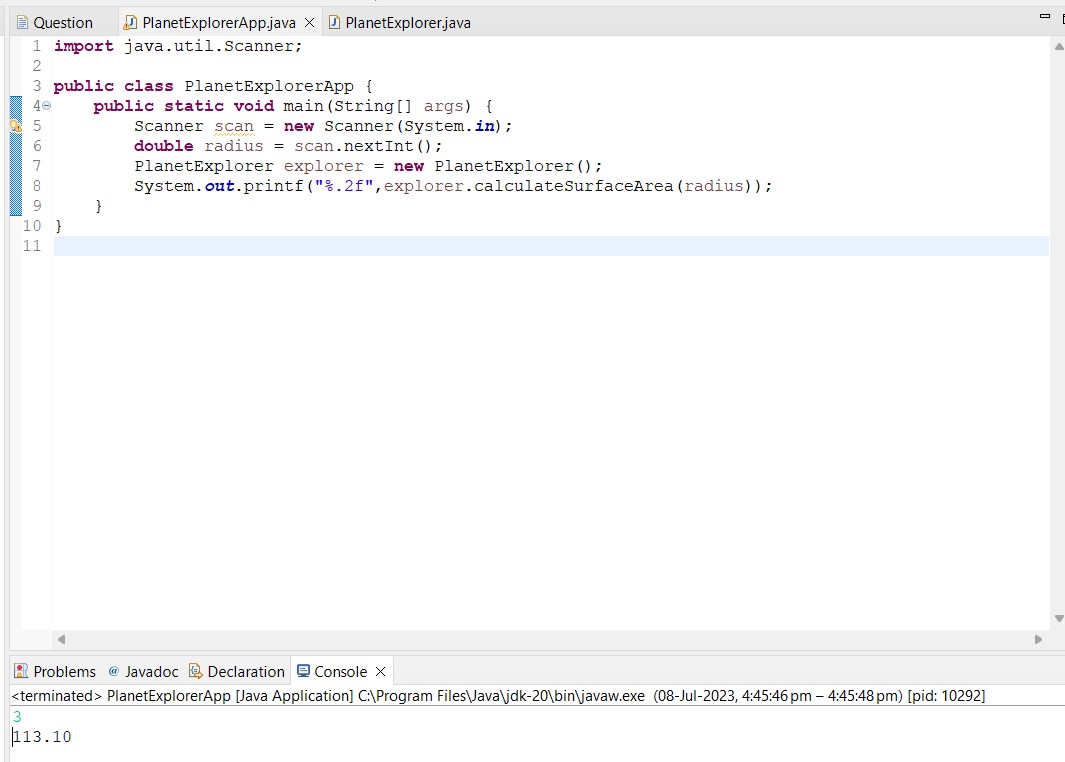 Question PlanetExplorerApp.java PlanetExplorer.java
1 import java.util.Scanner;
2
3 public class PlanetExplorerApp {
4 public static void main(String[] args) {
5 Scanner scan = new Scanner(System.in);
6 double radius = scan.nextInt();
7 PlanetExplorer explorer = new PlanetExplorer();
8 System.out.printf("%.2f",explorer.calculateSurfaceArea(radius));
9 }
10 }
11
Problems @ Javadoc Declaration Console
<terminated> PlanetExplorerApp [Java Application] C:\Program Files\Java\jdk-20\bin\javaw.exe (08-Jul-2023, 4:45:46 pm – 4:45:48 pm) [pid: 10292]
3
113.10